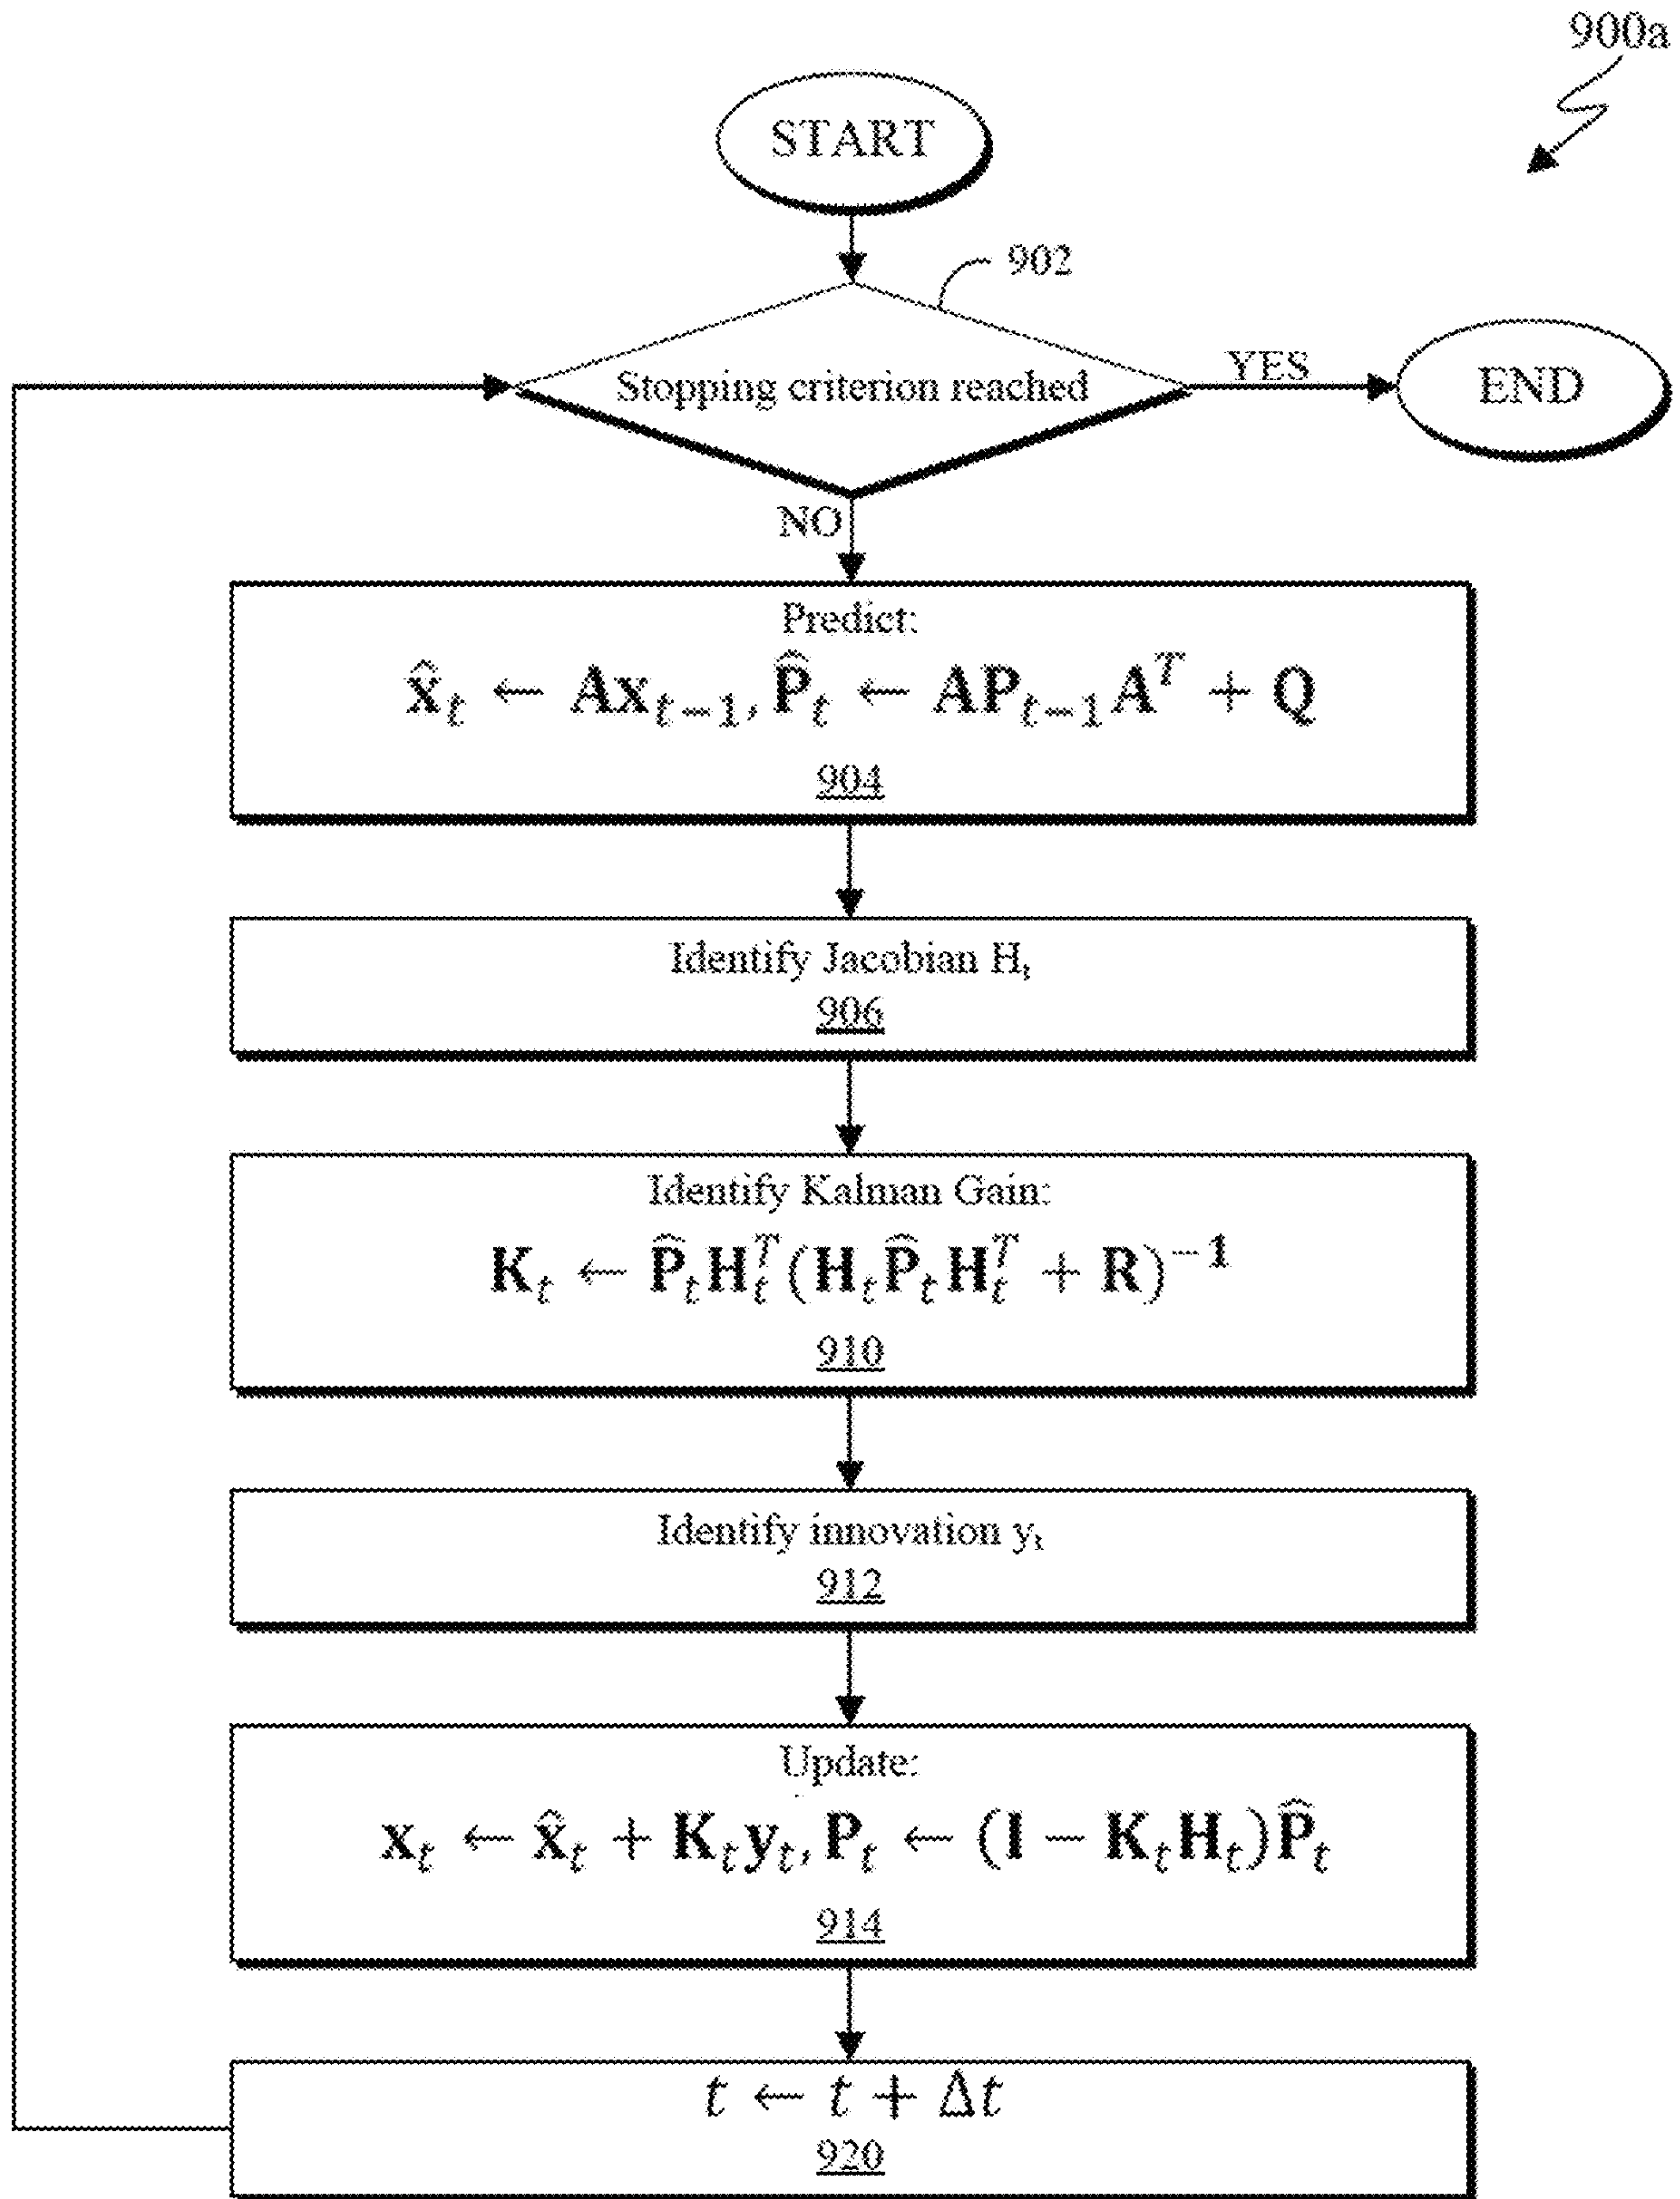 900a
START
902
Stopping criterion reached
YES
END
NO
Predict:
x̂ₜ ← Axₜ₋₁, P̂ₜ ← APₜ₋₁Aᵀ + Q
904
Identify Jacobian Hₜ
906
Identify Kalman Gain:
Kₜ ← P̂ₜHₜᵀ(HₜP̂ₜHₜᵀ + R)⁻¹
910
Identify innovation yₜ
912
Update:
xₜ ← x̂ₜ + Kₜyₜ, Pₜ ← (I − KₜHₜ)P̂ₜ
914
t ← t + Δt
920